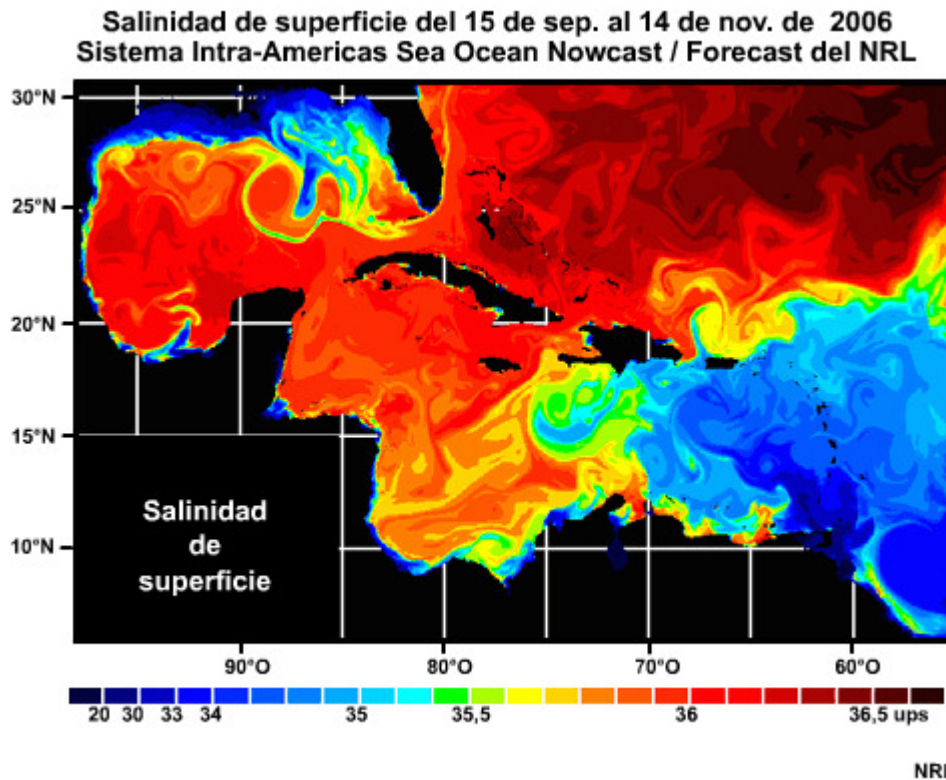 Salinidad de superficie del 15 de sep. al 14 de nov. de 2006
Sistema Intra-Americas Sea Ocean Nowcast / Forecast del NRL
30°N
25°N
20°N
15°N
10°N
Salinidad
de
superficie
90°O 80°O 70°O 60°O
20 30 33 34 35 35,5 36 36,5 ups
NRL